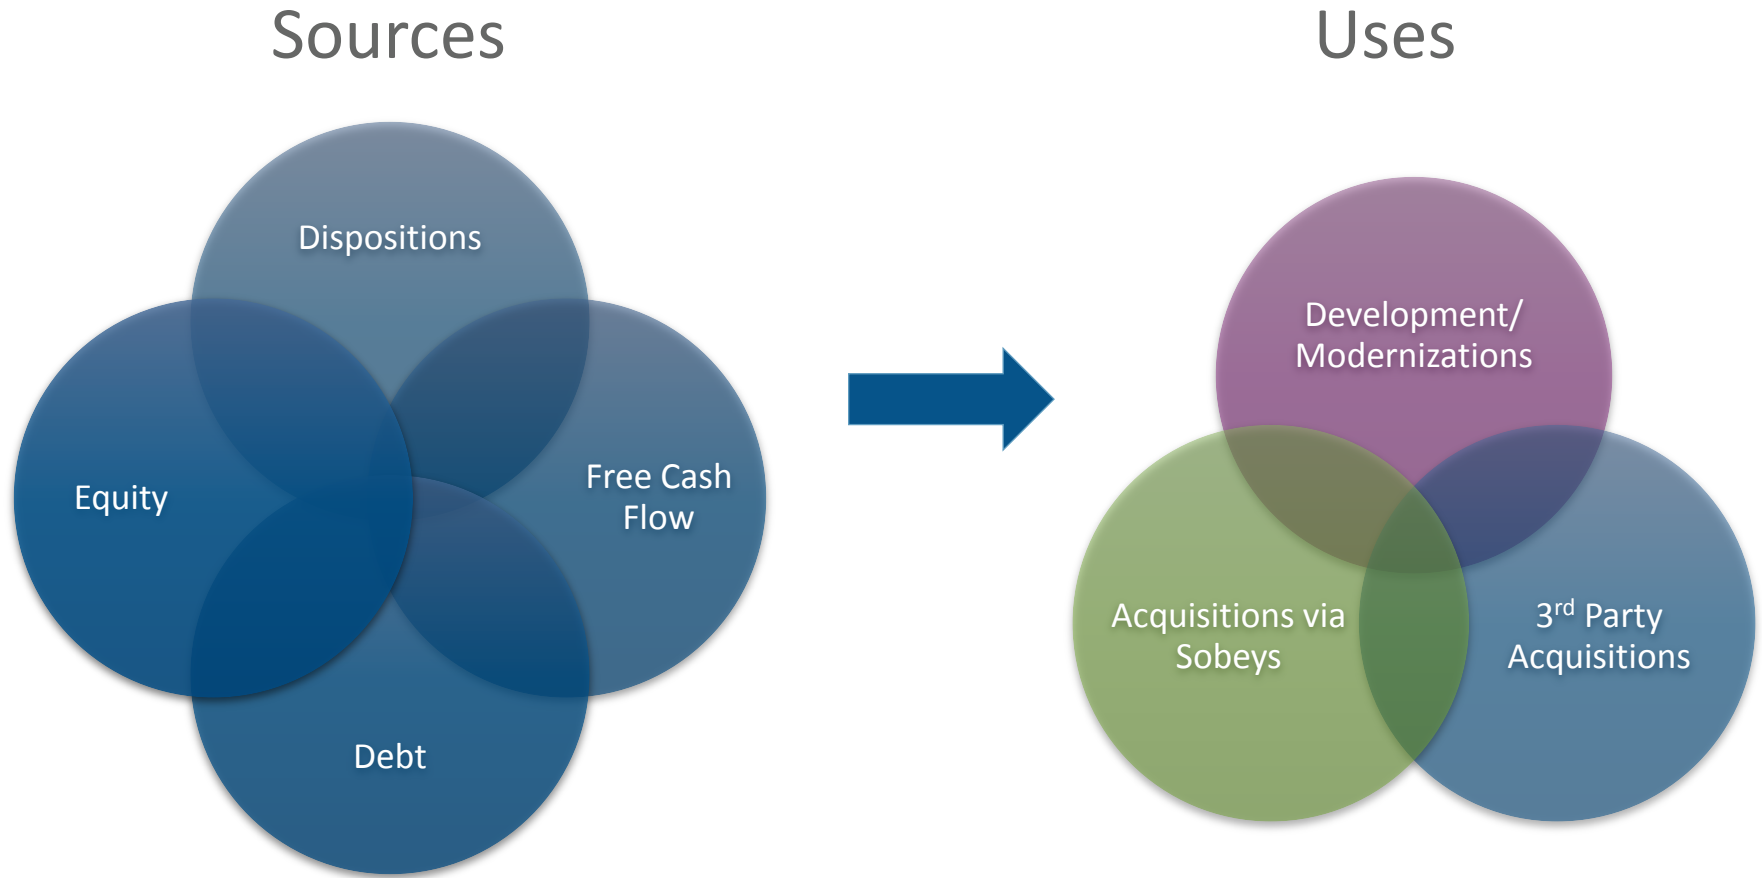 Sources
Dispositions
Equity
Free Cash
Flow
Debt
Uses
Development/
Modernizations
Acquisitions via
Sobeys
3rd Party
Acquisitions